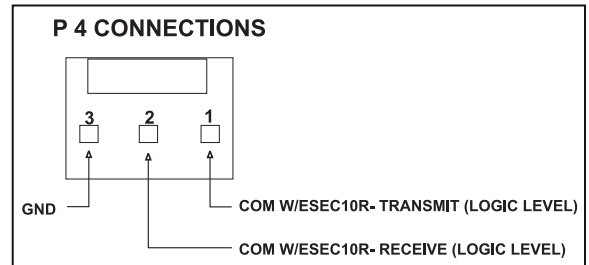 P 4 CONNECTIONS
3 2 1
GND
COM W/ESEC10R- TRANSMIT (LOGIC LEVEL)
COM W/ESEC10R- RECEIVE (LOGIC LEVEL)